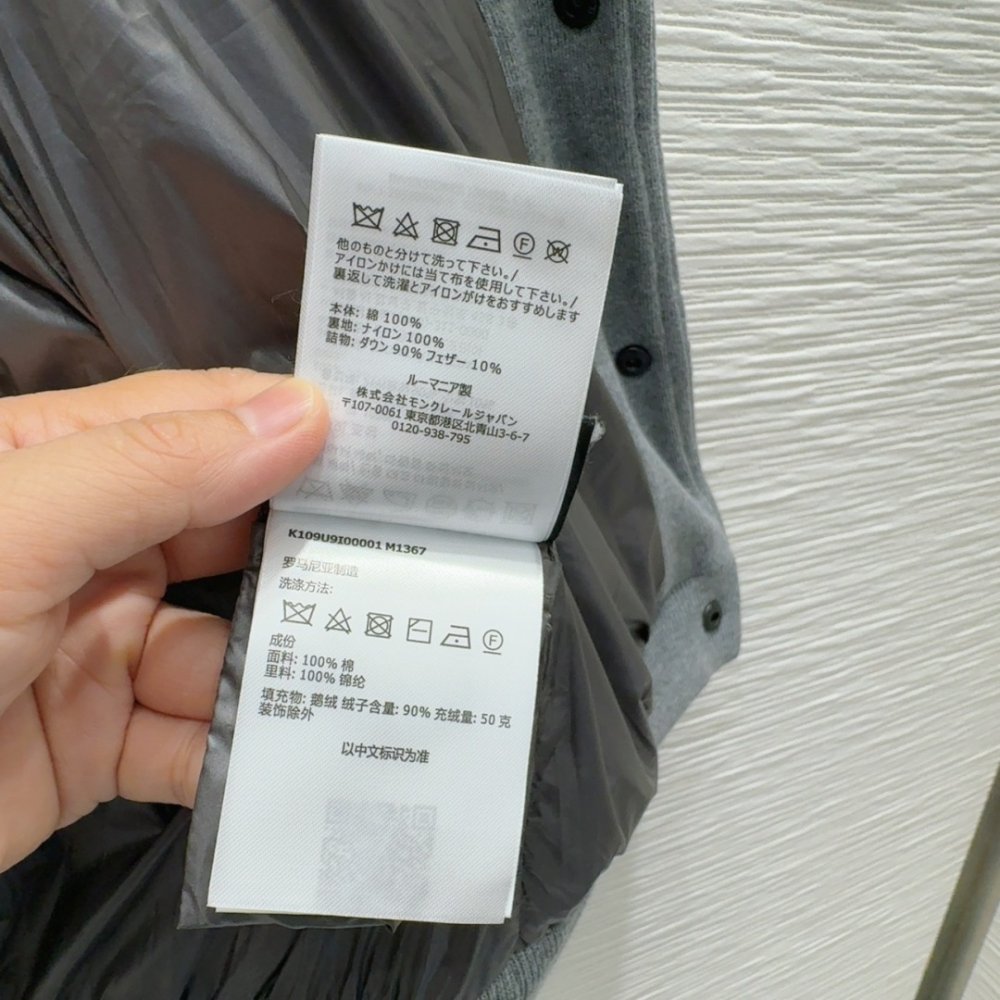 他のものと分けて洗って下さい。/
アイロンかけには当て布を使用して下さい。/
裏返して洗濯とアイロンがけをおすすめします
本体: 綿 100%
裏地: ナイロン 100%
詰物: ダウン 90% フェザー 10%
ルーマニア製
株式会社モンクレールジャパン
〒107-0061 東京都港区北青山3-6-7
0120-938-795
K109U9I00001 M1367
罗马尼亚制造
洗涤方法:
F
成份
面料: 100% 棉
里料: 100% 锦纶
填充物: 鹅绒 绒子含量: 90% 充绒量: 50 克
装饰除外
以中文标识为准